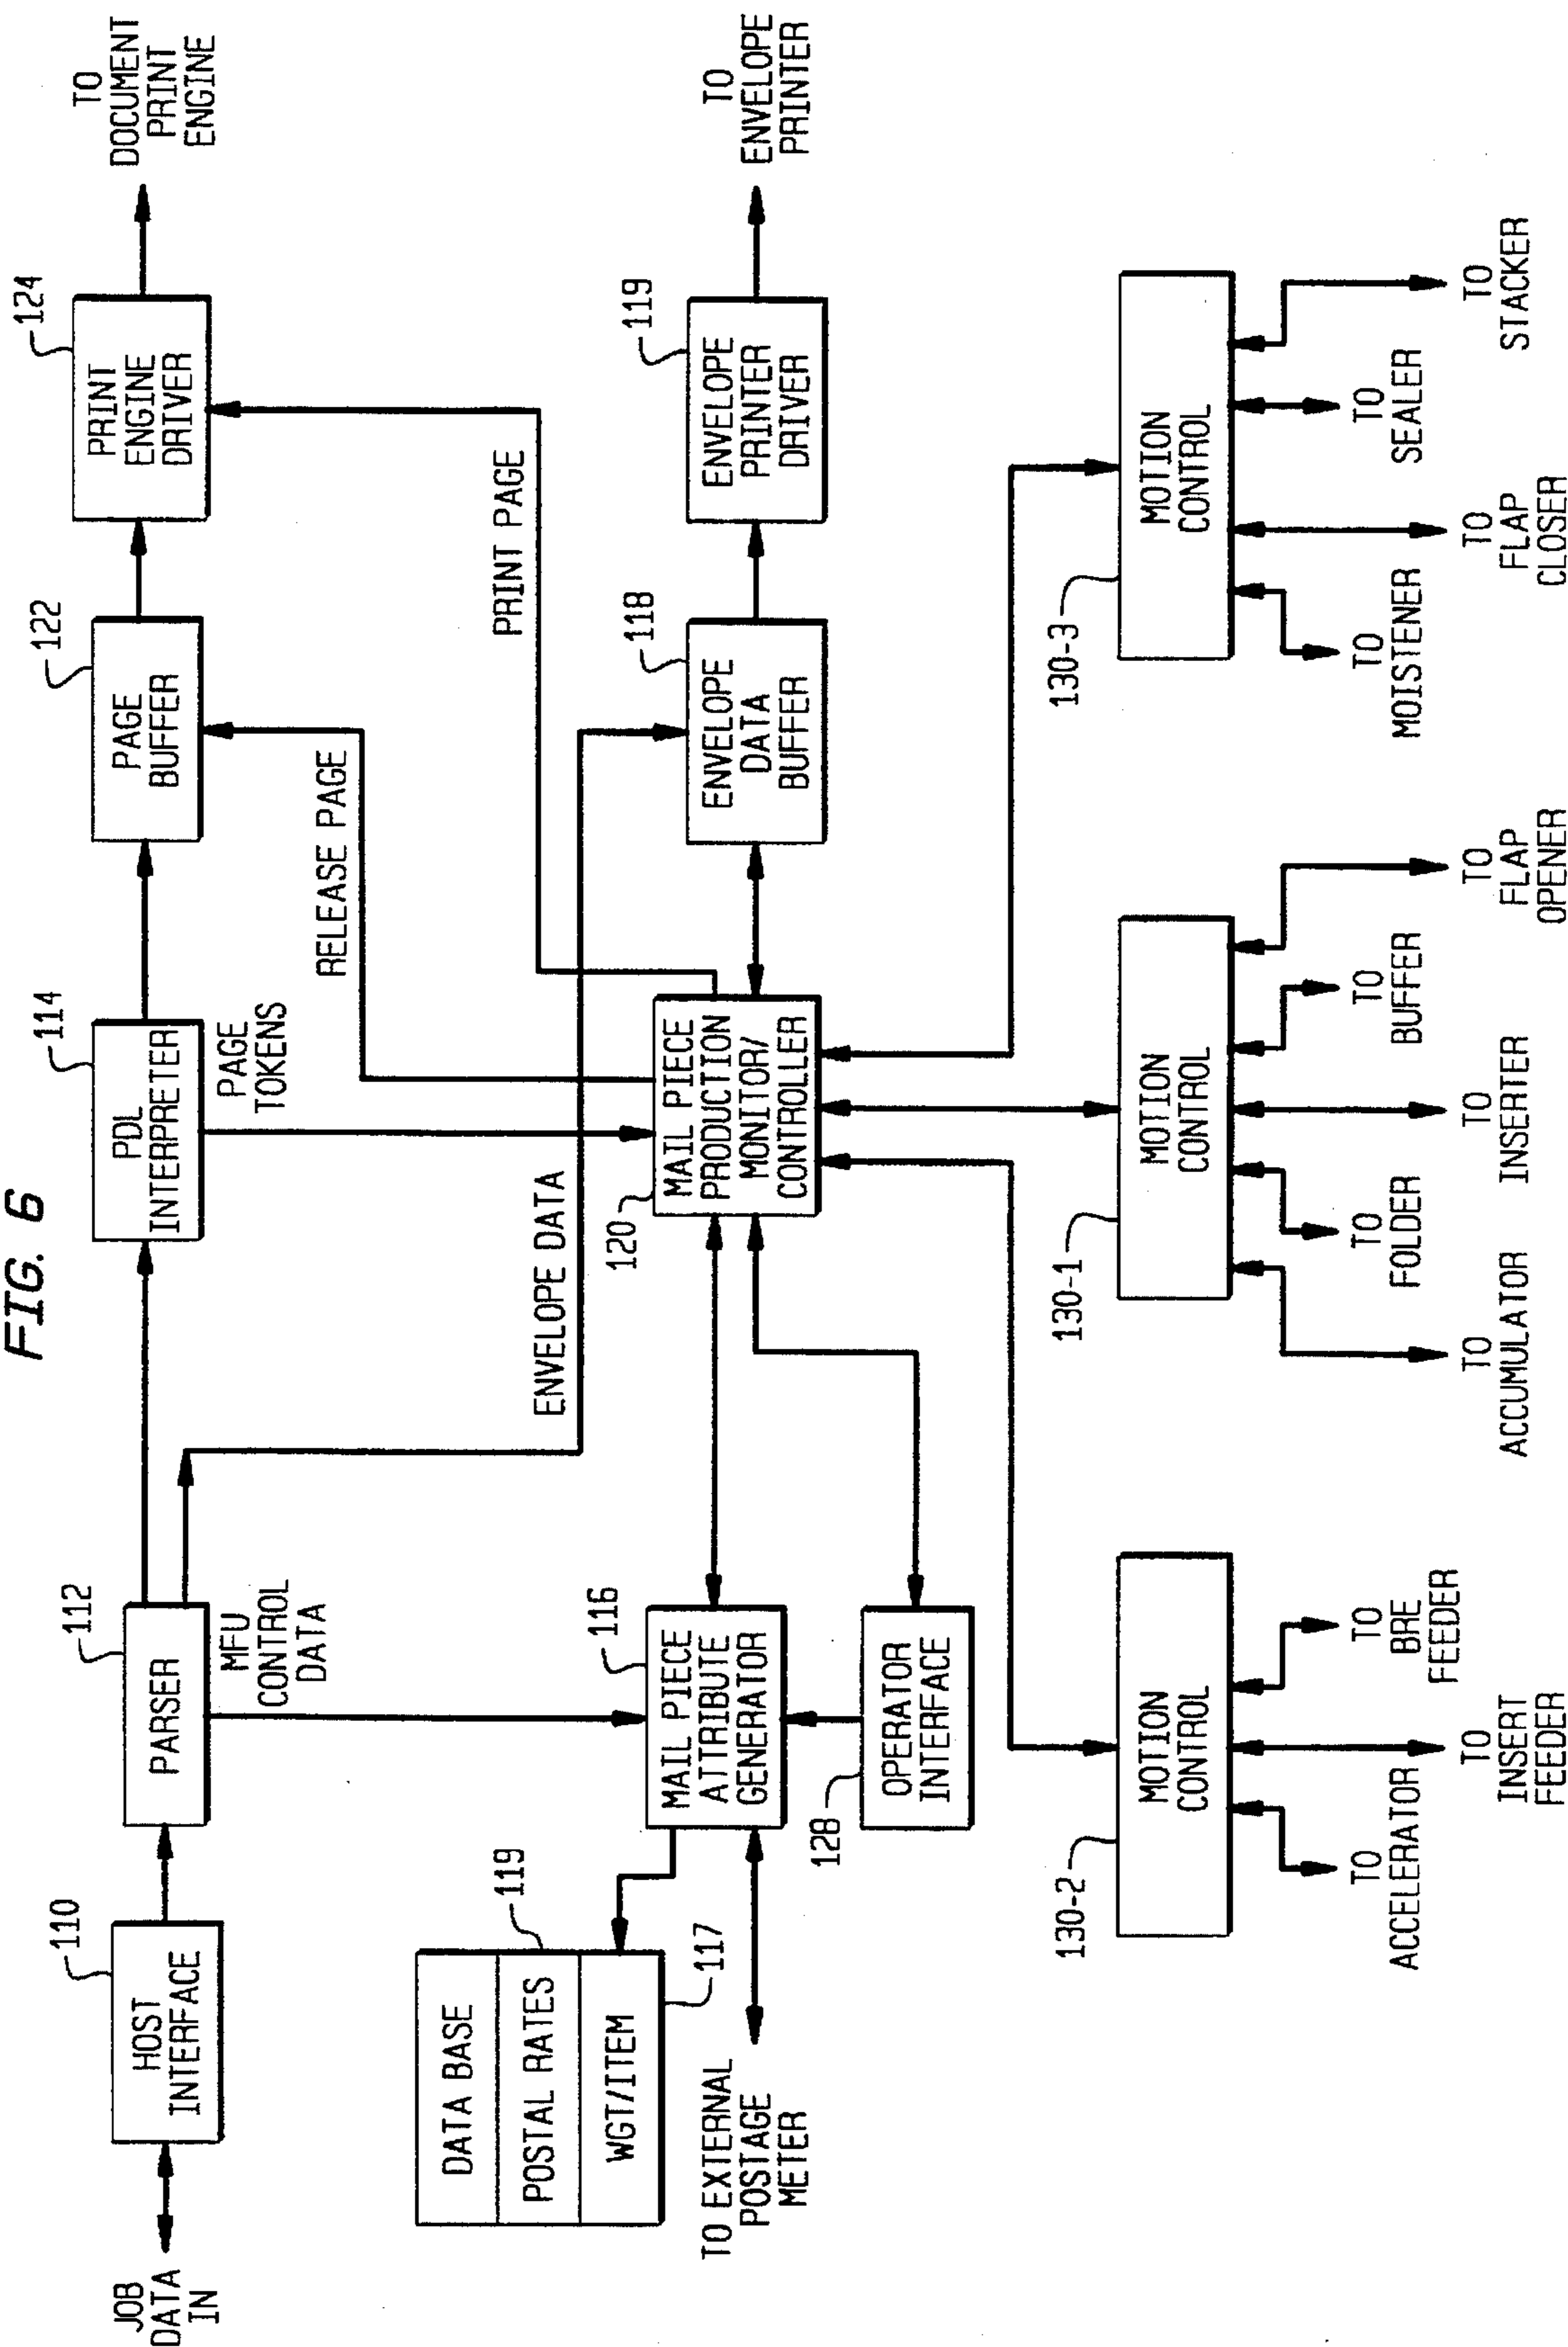 FIG. 6
JOB
DATA
IN
110
HOST
INTERFACE
112
PARSER
MFU
CONTROL
DATA
114
PDL
INTERPRETER
PAGE
TOKENS
122
PAGE
BUFFER
RELEASE PAGE
124
PRINT
ENGINE
DRIVER
PRINT PAGE
TO
DOCUMENT
PRINT
ENGINE
ENVELOPE DATA
DATA BASE
POSTAL RATES
WGT/ITEM
119
117
TO EXTERNAL
POSTAGE
METER
116
MAIL PIECE
ATTRIBUTE
GENERATOR
128
OPERATOR
INTERFACE
120
MAIL PIECE
PRODUCTION
MONITOR/
CONTROLLER
118
ENVELOPE
DATA
BUFFER
119
ENVELOPE
PRINTER
DRIVER
TO
ENVELOPE
PRINTER
130-2
MOTION
CONTROL
TO
ACCELERATOR
TO
INSERT
FEEDER
TO
BRE
FEEDER
130-1
MOTION
CONTROL
TO
ACCUMULATOR
TO
FOLDER
TO
INSERTER
TO
BUFFER
TO
FLAP
OPENER
130-3
MOTION
CONTROL
TO
MOISTENER
TO
FLAP
CLOSER
TO
SEALER
TO
STACKER